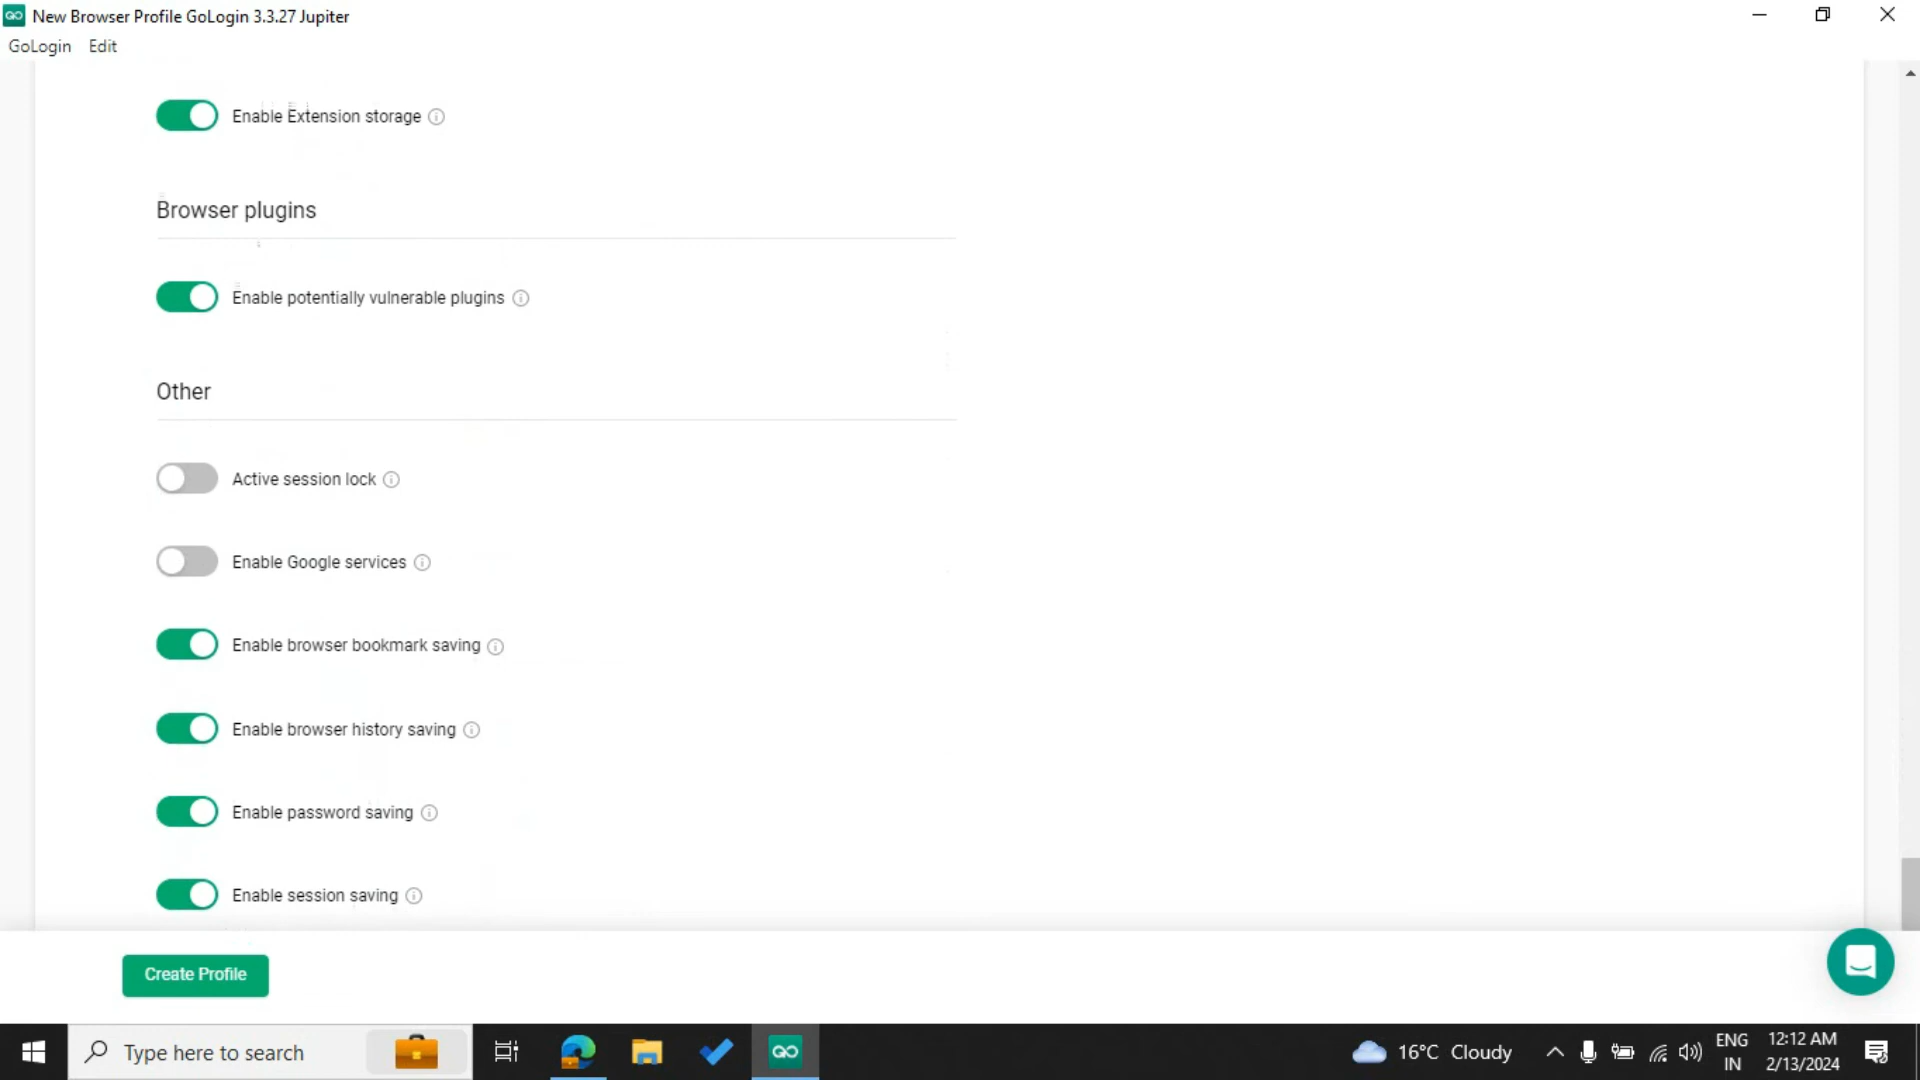 New Browser Profile GoLogin 3.3.27 Jupiter
GoLogin Edit
Enable Extension storage
Browser plugins
Enable potentially vulnerable plugins
Other
Active session lock
Enable Google services
Enable browser bookmark saving
Enable browser history saving
Enable password saving
Enable session saving
Create Profile
Type here to search
16°C Cloudy
ENG
IN
12:12 AM
2/13/2024